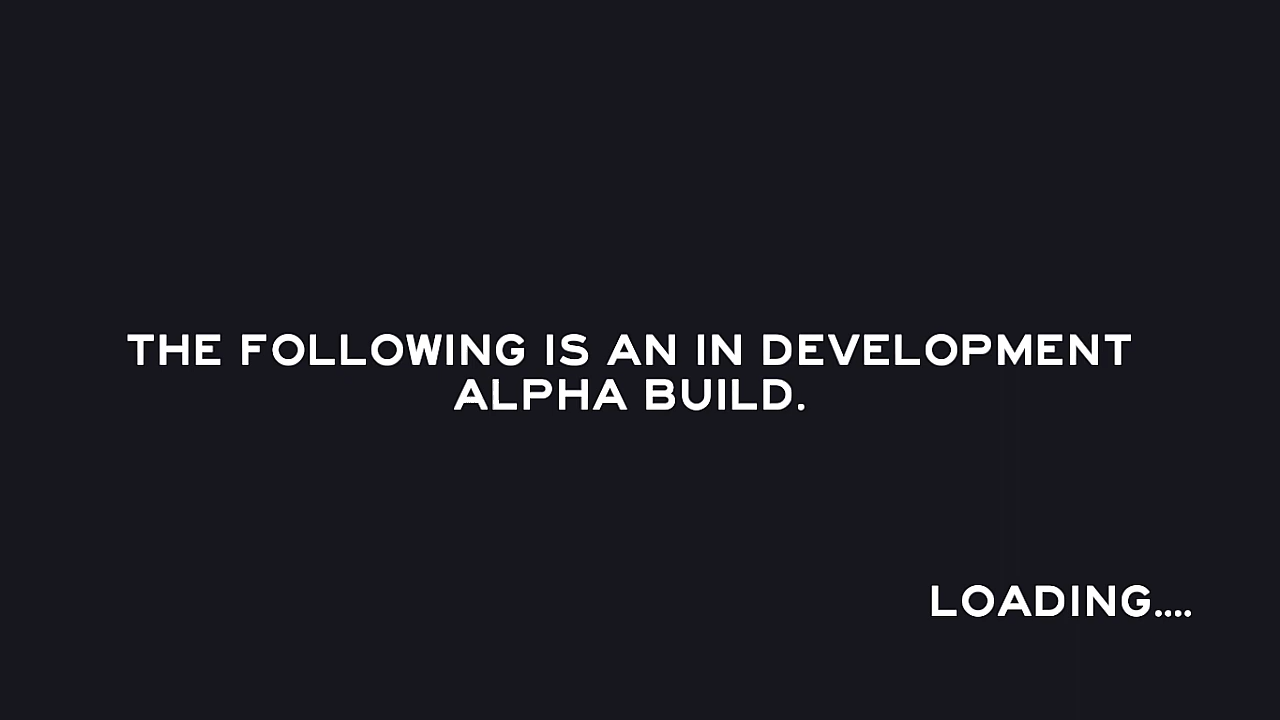 THE FOLLOWING IS AN IN DEVELOPMENT
ALPHA BUILD.
LOADING....